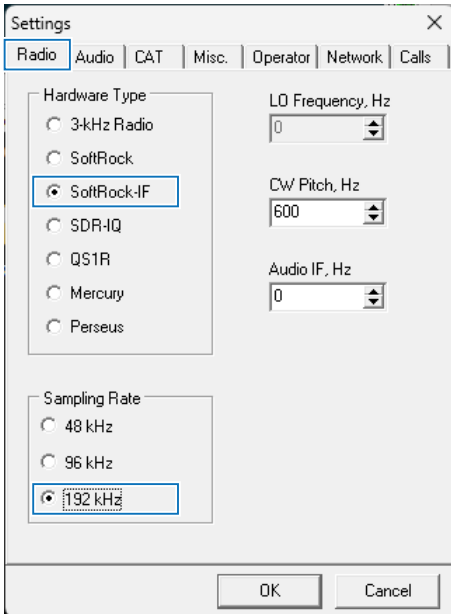 Settings
Radio Audio CAT Misc. Operator Network Calls
Hardware Type
3-kHz Radio
SoftRock
SoftRock-IF
SDR-IQ
QS1R
Mercury
Perseus
LO Frequency, Hz
0
CW Pitch, Hz
600
Audio IF, Hz
0
Sampling Rate
48 kHz
96 kHz
192 kHz
OK Cancel